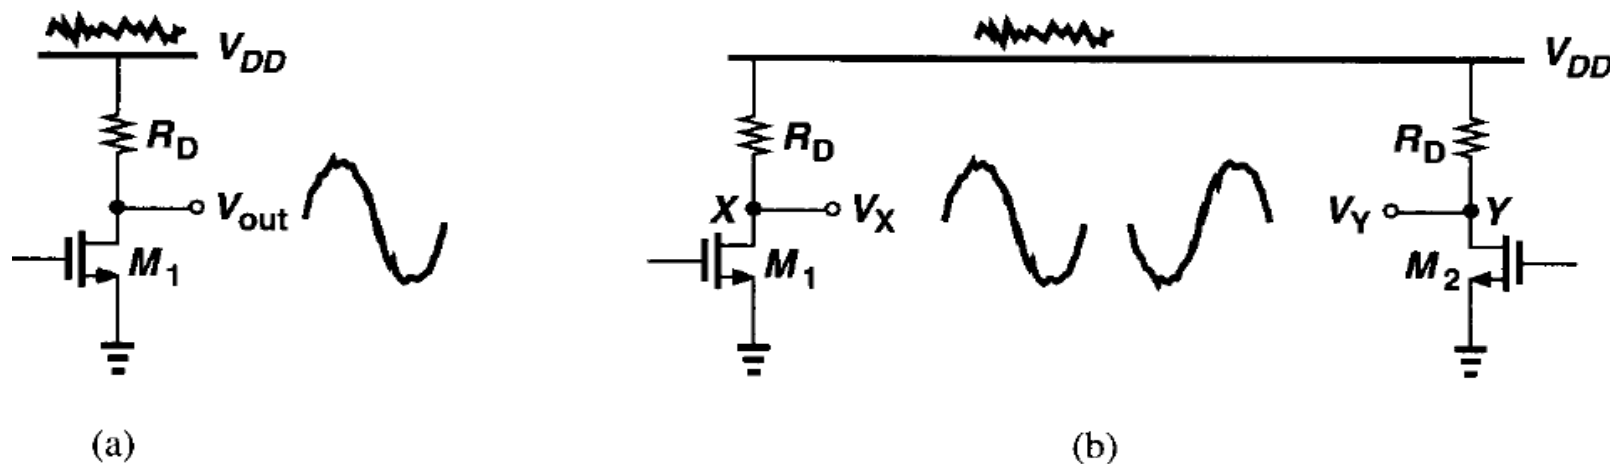 V_DD V_DD
R_D R_D R_D
V_out X V_X V_Y Y
M_1 M_1 M_2
(a) (b)